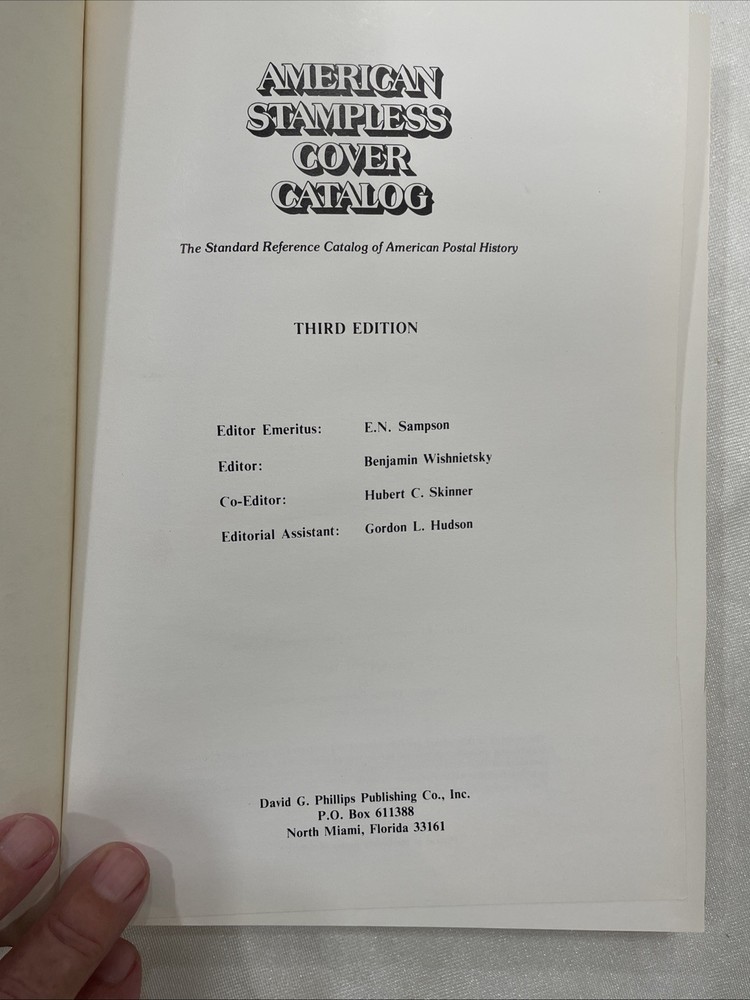 AMERICAN
STAMPLESS
COVER
CATALOG
The Standard Reference Catalog of American Postal History
THIRD EDITION
Editor Emeritus: E.N. Sampson
Editor: Benjamin Wishnietsky
Co-Editor: Hubert C. Skinner
Editorial Assistant: Gordon L. Hudson
David G. Phillips Publishing Co., Inc.
P.O. Box 611388
North Miami, Florida 33161